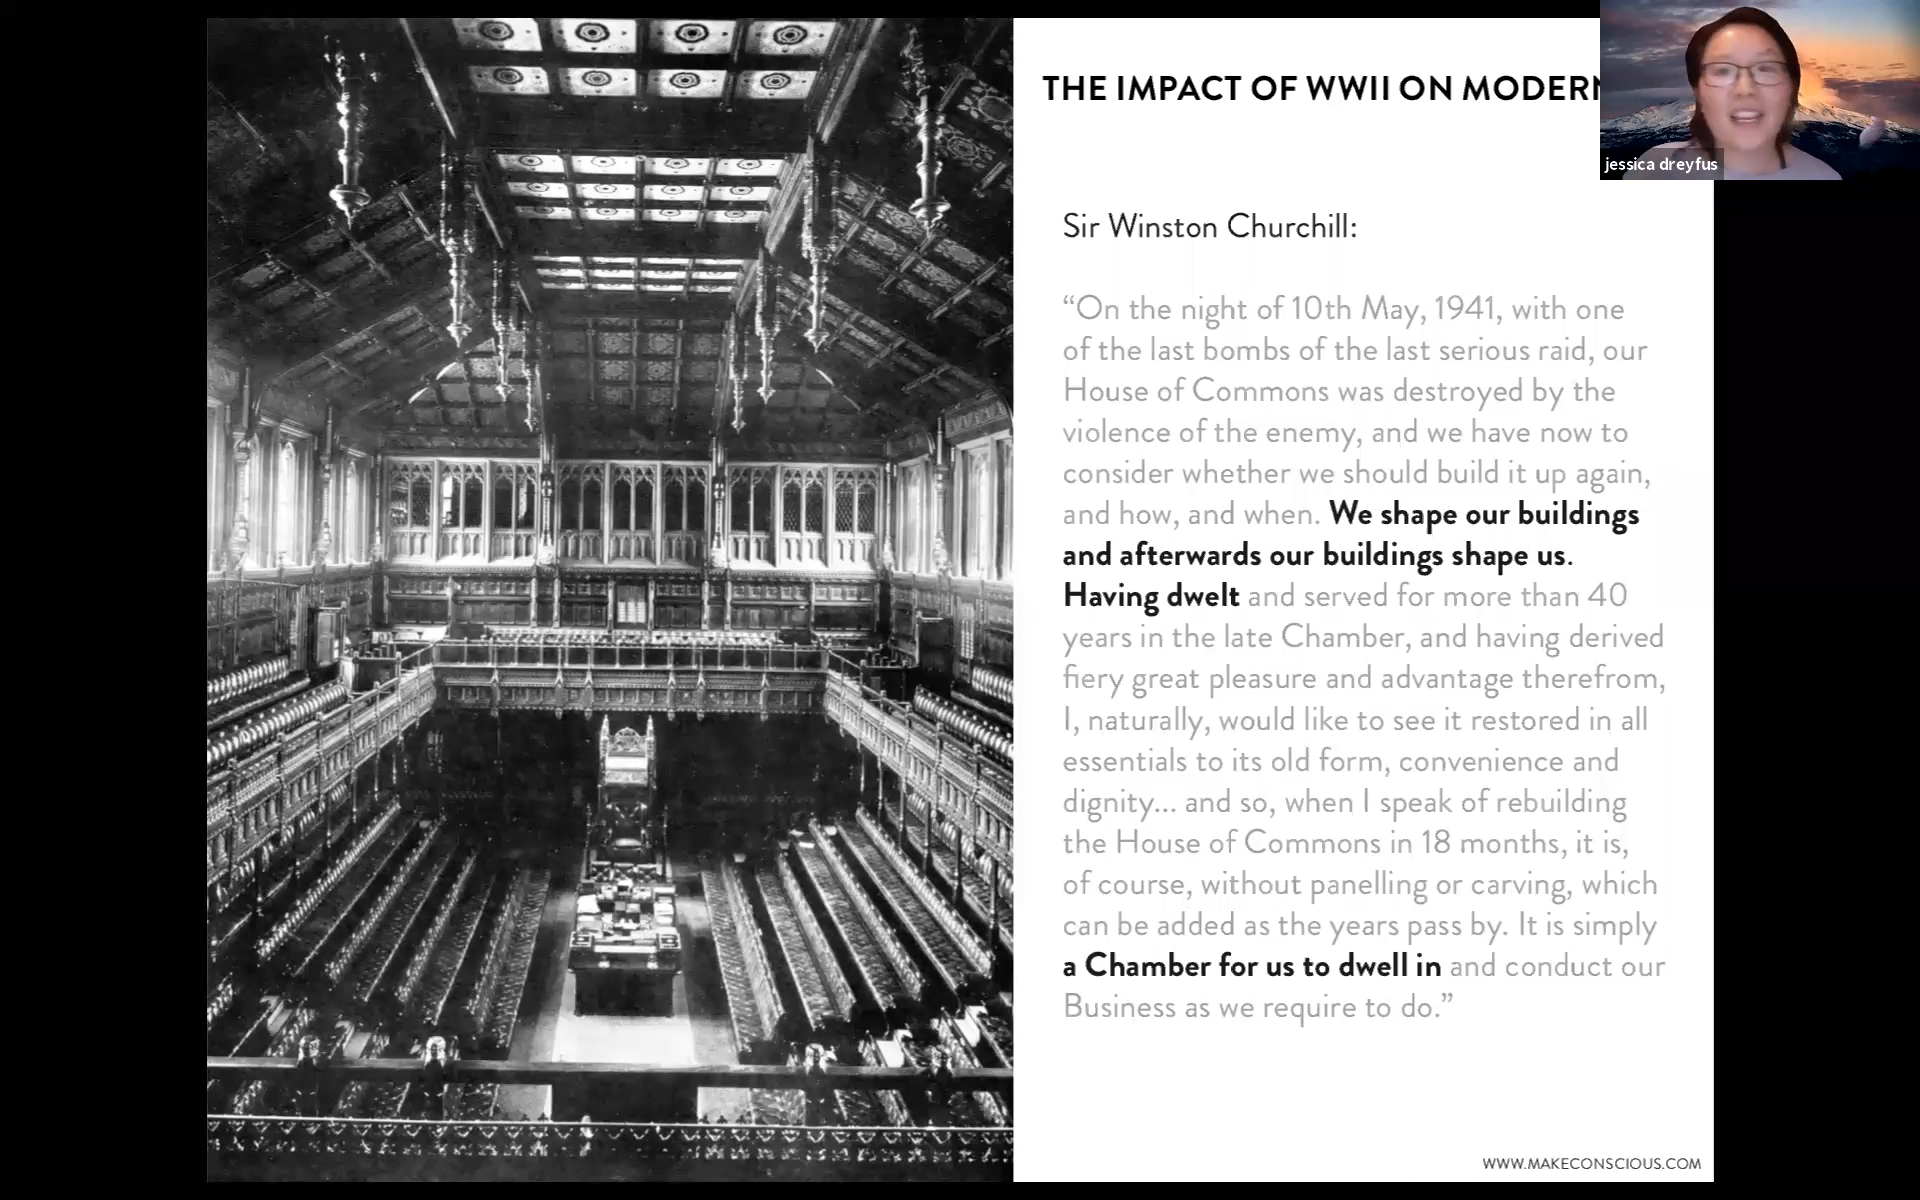 THE IMPACT OF WWII ON MODERN
jessica dreyfus
Sir Winston Churchill:
“On the night of 10th May, 1941, with one
of the last bombs of the last serious raid, our
House of Commons was destroyed by the
violence of the enemy, and we have now to
consider whether we should build it up again,
and how, and when. We shape our buildings
and afterwards our buildings shape us.
Having dwelt and served for more than 40
years in the late Chamber, and having derived
fiery great pleasure and advantage therefrom,
I, naturally, would like to see it restored in all
essentials to its old form, convenience and
dignity... and so, when I speak of rebuilding
the House of Commons in 18 months, it is,
of course, without panelling or carving, which
can be added as the years pass by. It is simply
a Chamber for us to dwell in and conduct our
Business as we require to do.”
WWW.MAKECONSCIOUS.COM